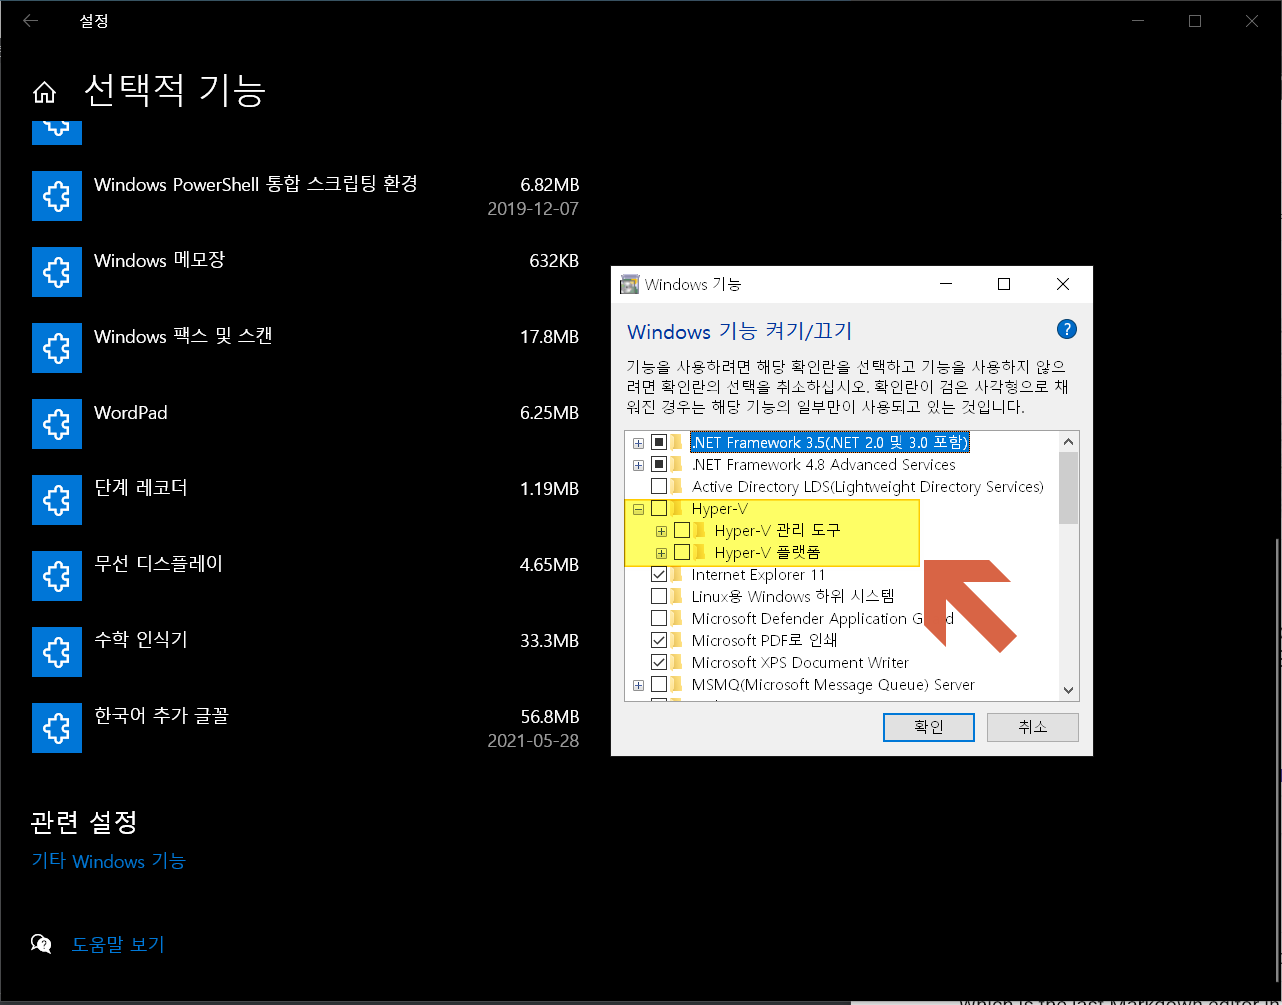 설정
선택적 기능
Windows PowerShell 통합 스크립팅 환경
6.82MB
2019-12-07
Windows 메모장
632KB
Windows 팩스 및 스캔
17.8MB
WordPad
6.25MB
단계 레코더
1.19MB
무선 디스플레이
4.65MB
수학 인식기
33.3MB
한국어 추가 글꼴
56.8MB
2021-05-28
관련 설정
기타 Windows 기능
도움말 보기
Windows 기능
Windows 기능 켜기/끄기
기능을 사용하려면 해당 확인란을 선택하고 기능을 사용하지 않으
려면 확인란의 선택을 취소하십시오. 확인란이 검은 사각형으로 채
워진 경우는 해당 기능의 일부만이 사용되고 있는 것입니다.
.NET Framework 3.5(.NET 2.0 및 3.0 포함)
.NET Framework 4.8 Advanced Services
Active Directory LDS(Lightweight Directory Services)
Hyper-V
Hyper-V 관리 도구
Hyper-V 플랫폼
Internet Explorer 11
Linux용 Windows 하위 시스템
Microsoft Defender Application G d
Microsoft PDF로 인쇄
Microsoft XPS Document Writer
MSMQ(Microsoft Message Queue) Server
확인
취소
Which is the last Markdown editor